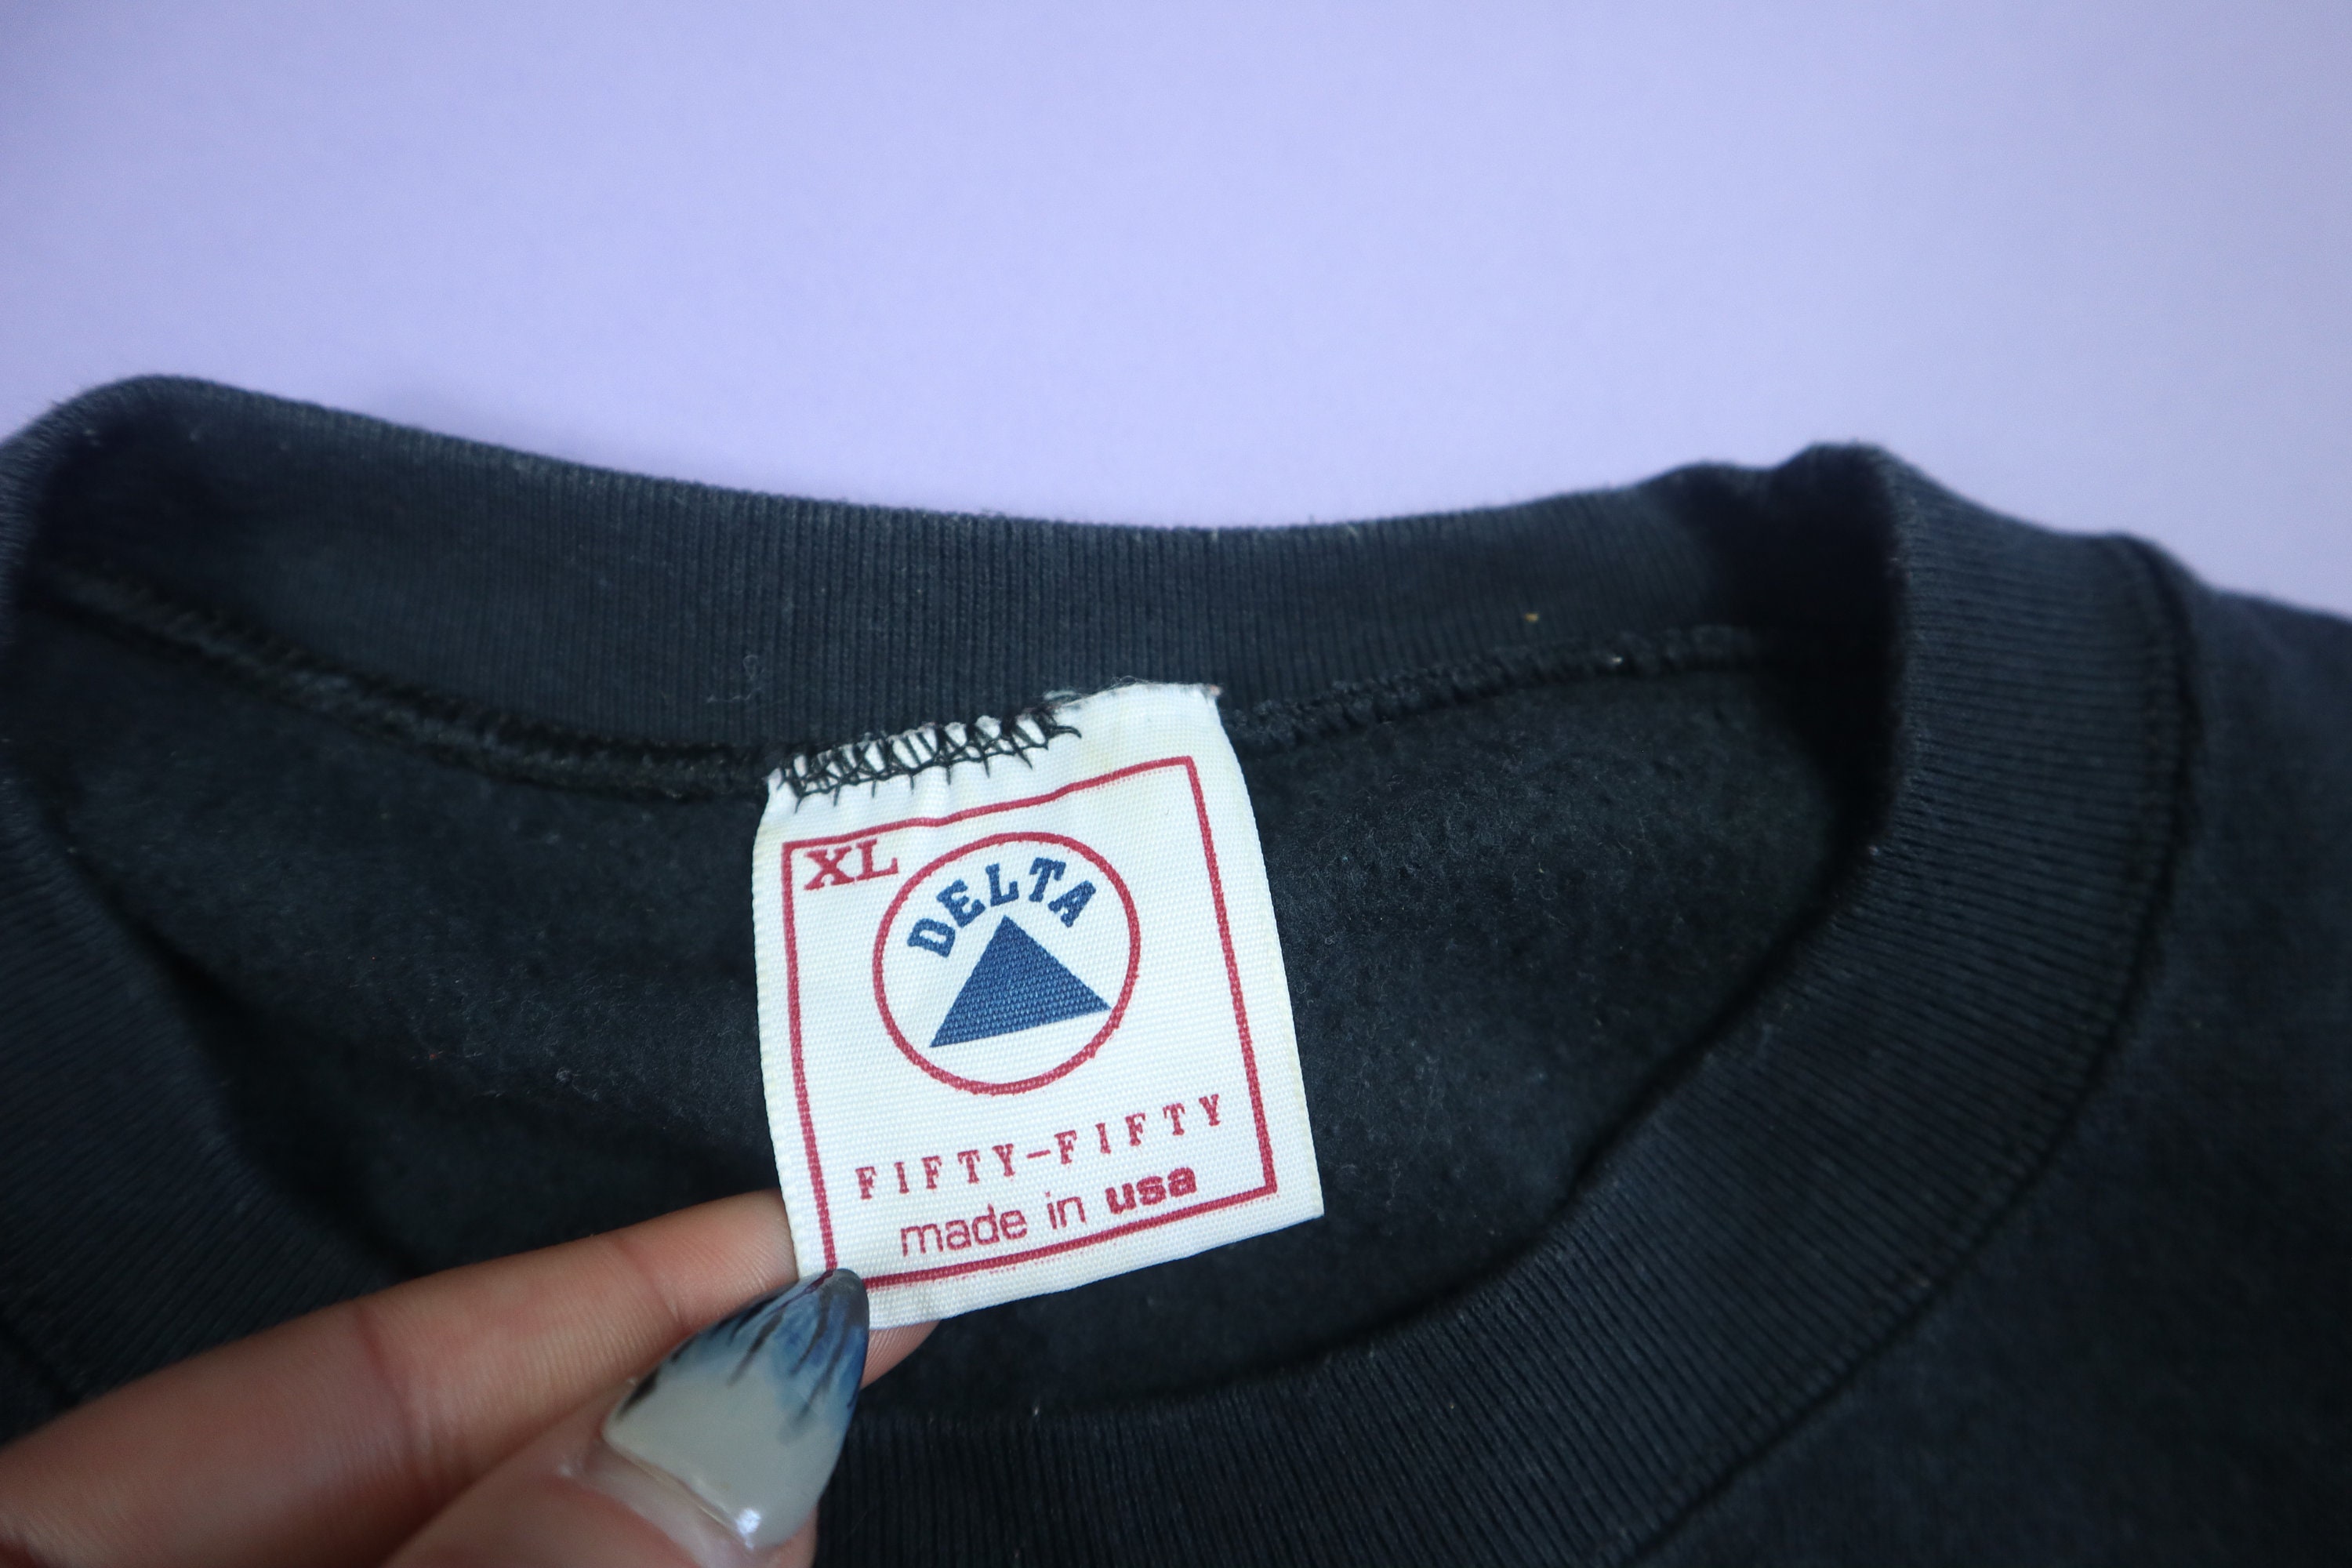 XL
DELTA
FIFTY-FIFTY
made in usa